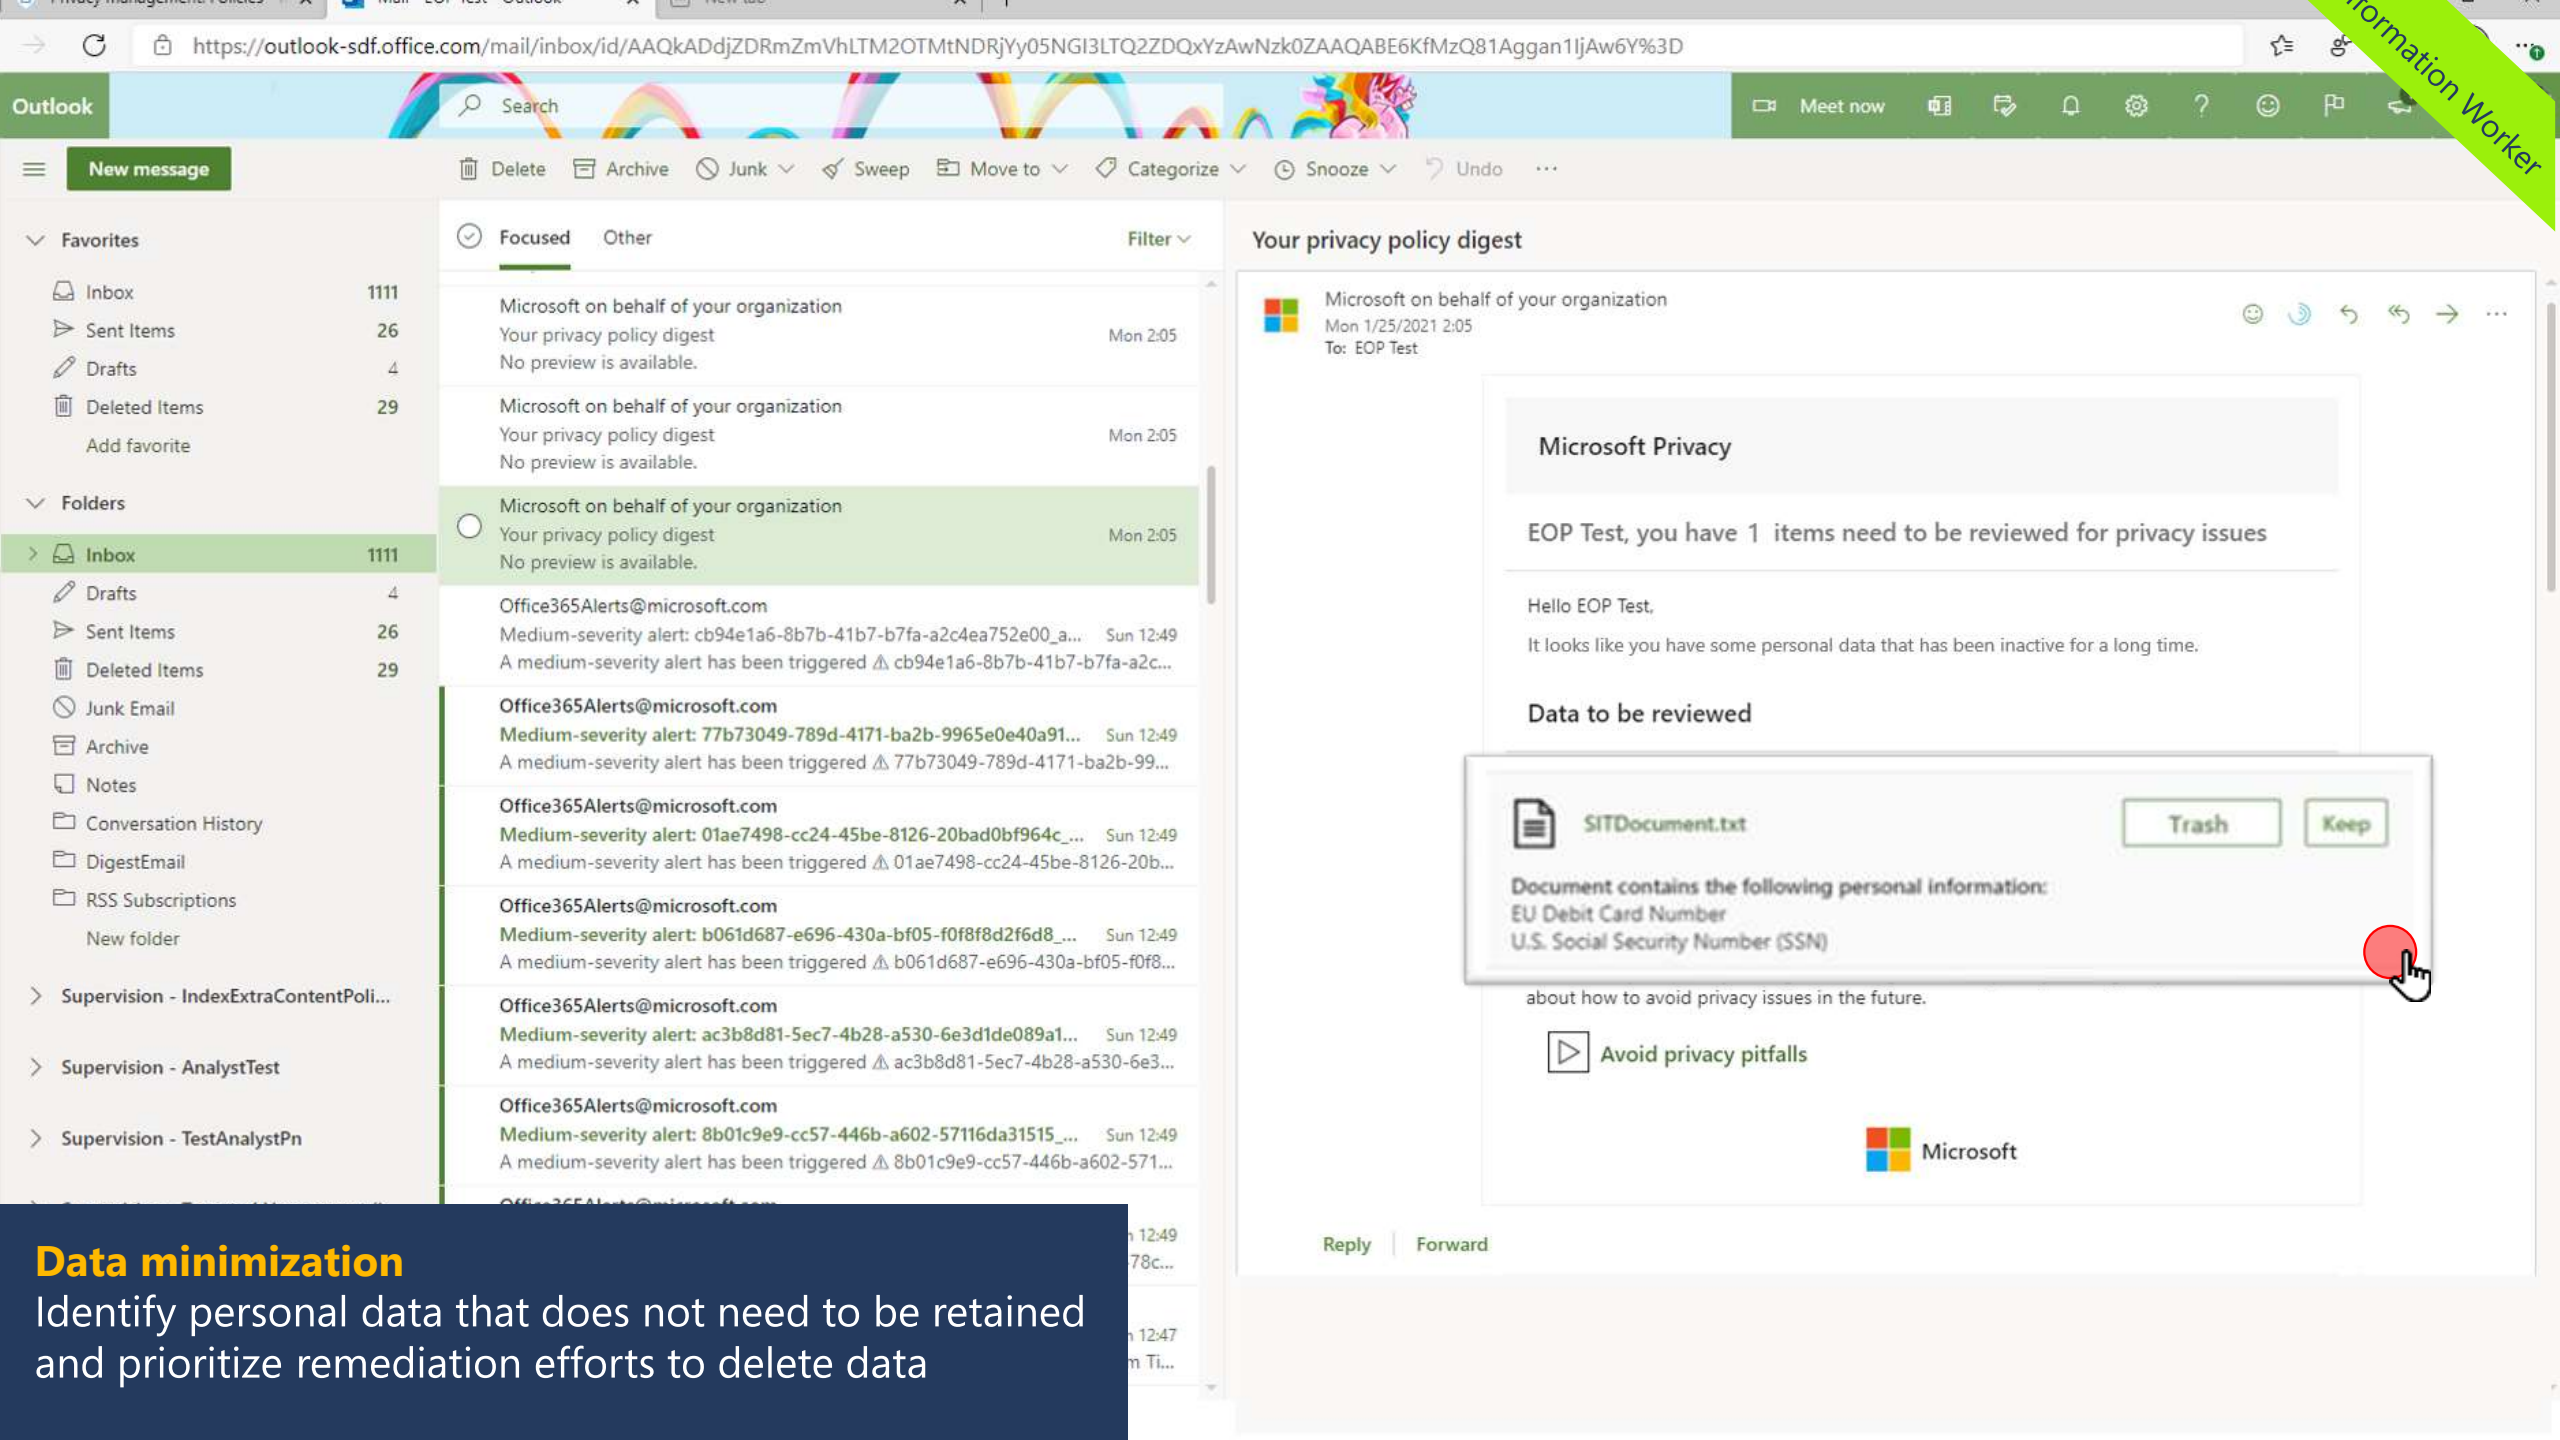 https://outlook-sdf.office.com/mail/inbox/id/AAQkADdjZDRmZmVhLTM2OTMtNDRjYy05NGI3LTQ2ZDQxYzAwNzk0ZAAQABE6KfMzQ81Aggan1IjAw6Y%3D
Information Worker
Outlook
Search
Meet now
New message
Delete
Archive
Junk
Sweep
Move to
Categorize
Snooze
Undo
Favorites
Inbox 1111
Sent Items 26
Drafts 4
Deleted Items 29
Add favorite
Folders
Inbox 1111
Drafts 4
Sent Items 26
Deleted Items 29
Junk Email
Archive
Notes
Conversation History
DigestEmail
RSS Subscriptions
New folder
Supervision - IndexExtraContentPoli...
Supervision - AnalystTest
Supervision - TestAnalystPn
Focused Other Filter
Microsoft on behalf of your organization
Your privacy policy digest Mon 2:05
No preview is available.
Microsoft on behalf of your organization
Your privacy policy digest Mon 2:05
No preview is available.
Microsoft on behalf of your organization
Your privacy policy digest Mon 2:05
No preview is available.
Office365Alerts@microsoft.com
Medium-severity alert: cb94e1a6-8b7b-41b7-b7fa-a2c4ea752e00_a... Sun 12:49
A medium-severity alert has been triggered ⚠ cb94e1a6-8b7b-41b7-b7fa-a2c...
Office365Alerts@microsoft.com
Medium-severity alert: 77b73049-789d-4171-ba2b-9965e0e40a91... Sun 12:49
A medium-severity alert has been triggered ⚠ 77b73049-789d-4171-ba2b-99...
Office365Alerts@microsoft.com
Medium-severity alert: 01ae7498-cc24-45be-8126-20bad0bf964c_... Sun 12:49
A medium-severity alert has been triggered ⚠ 01ae7498-cc24-45be-8126-20b...
Office365Alerts@microsoft.com
Medium-severity alert: b061d687-e696-430a-bf05-f0f8f8d2f6d8_... Sun 12:49
A medium-severity alert has been triggered ⚠ b061d687-e696-430a-bf05-f0f8...
Office365Alerts@microsoft.com
Medium-severity alert: ac3b8d81-5ec7-4b28-a530-6e3d1de089a1... Sun 12:49
A medium-severity alert has been triggered ⚠ ac3b8d81-5ec7-4b28-a530-6e3...
Office365Alerts@microsoft.com
Medium-severity alert: 8b01c9e9-cc57-446b-a602-57116da31515_... Sun 12:49
A medium-severity alert has been triggered ⚠ 8b01c9e9-cc57-446b-a602-571...
12:49
78c...
12:47
m Ti...
Your privacy policy digest
Microsoft on behalf of your organization
Mon 1/25/2021 2:05
To: EOP Test
Microsoft Privacy
EOP Test, you have 1 items need to be reviewed for privacy issues
Hello EOP Test,
It looks like you have some personal data that has been inactive for a long time.
Data to be reviewed
SITDocument.txt Trash Keep
Document contains the following personal information:
EU Debit Card Number
U.S. Social Security Number (SSN)
about how to avoid privacy issues in the future.
Avoid privacy pitfalls
Microsoft
Reply Forward
Data minimization
Identify personal data that does not need to be retained
and prioritize remediation efforts to delete data